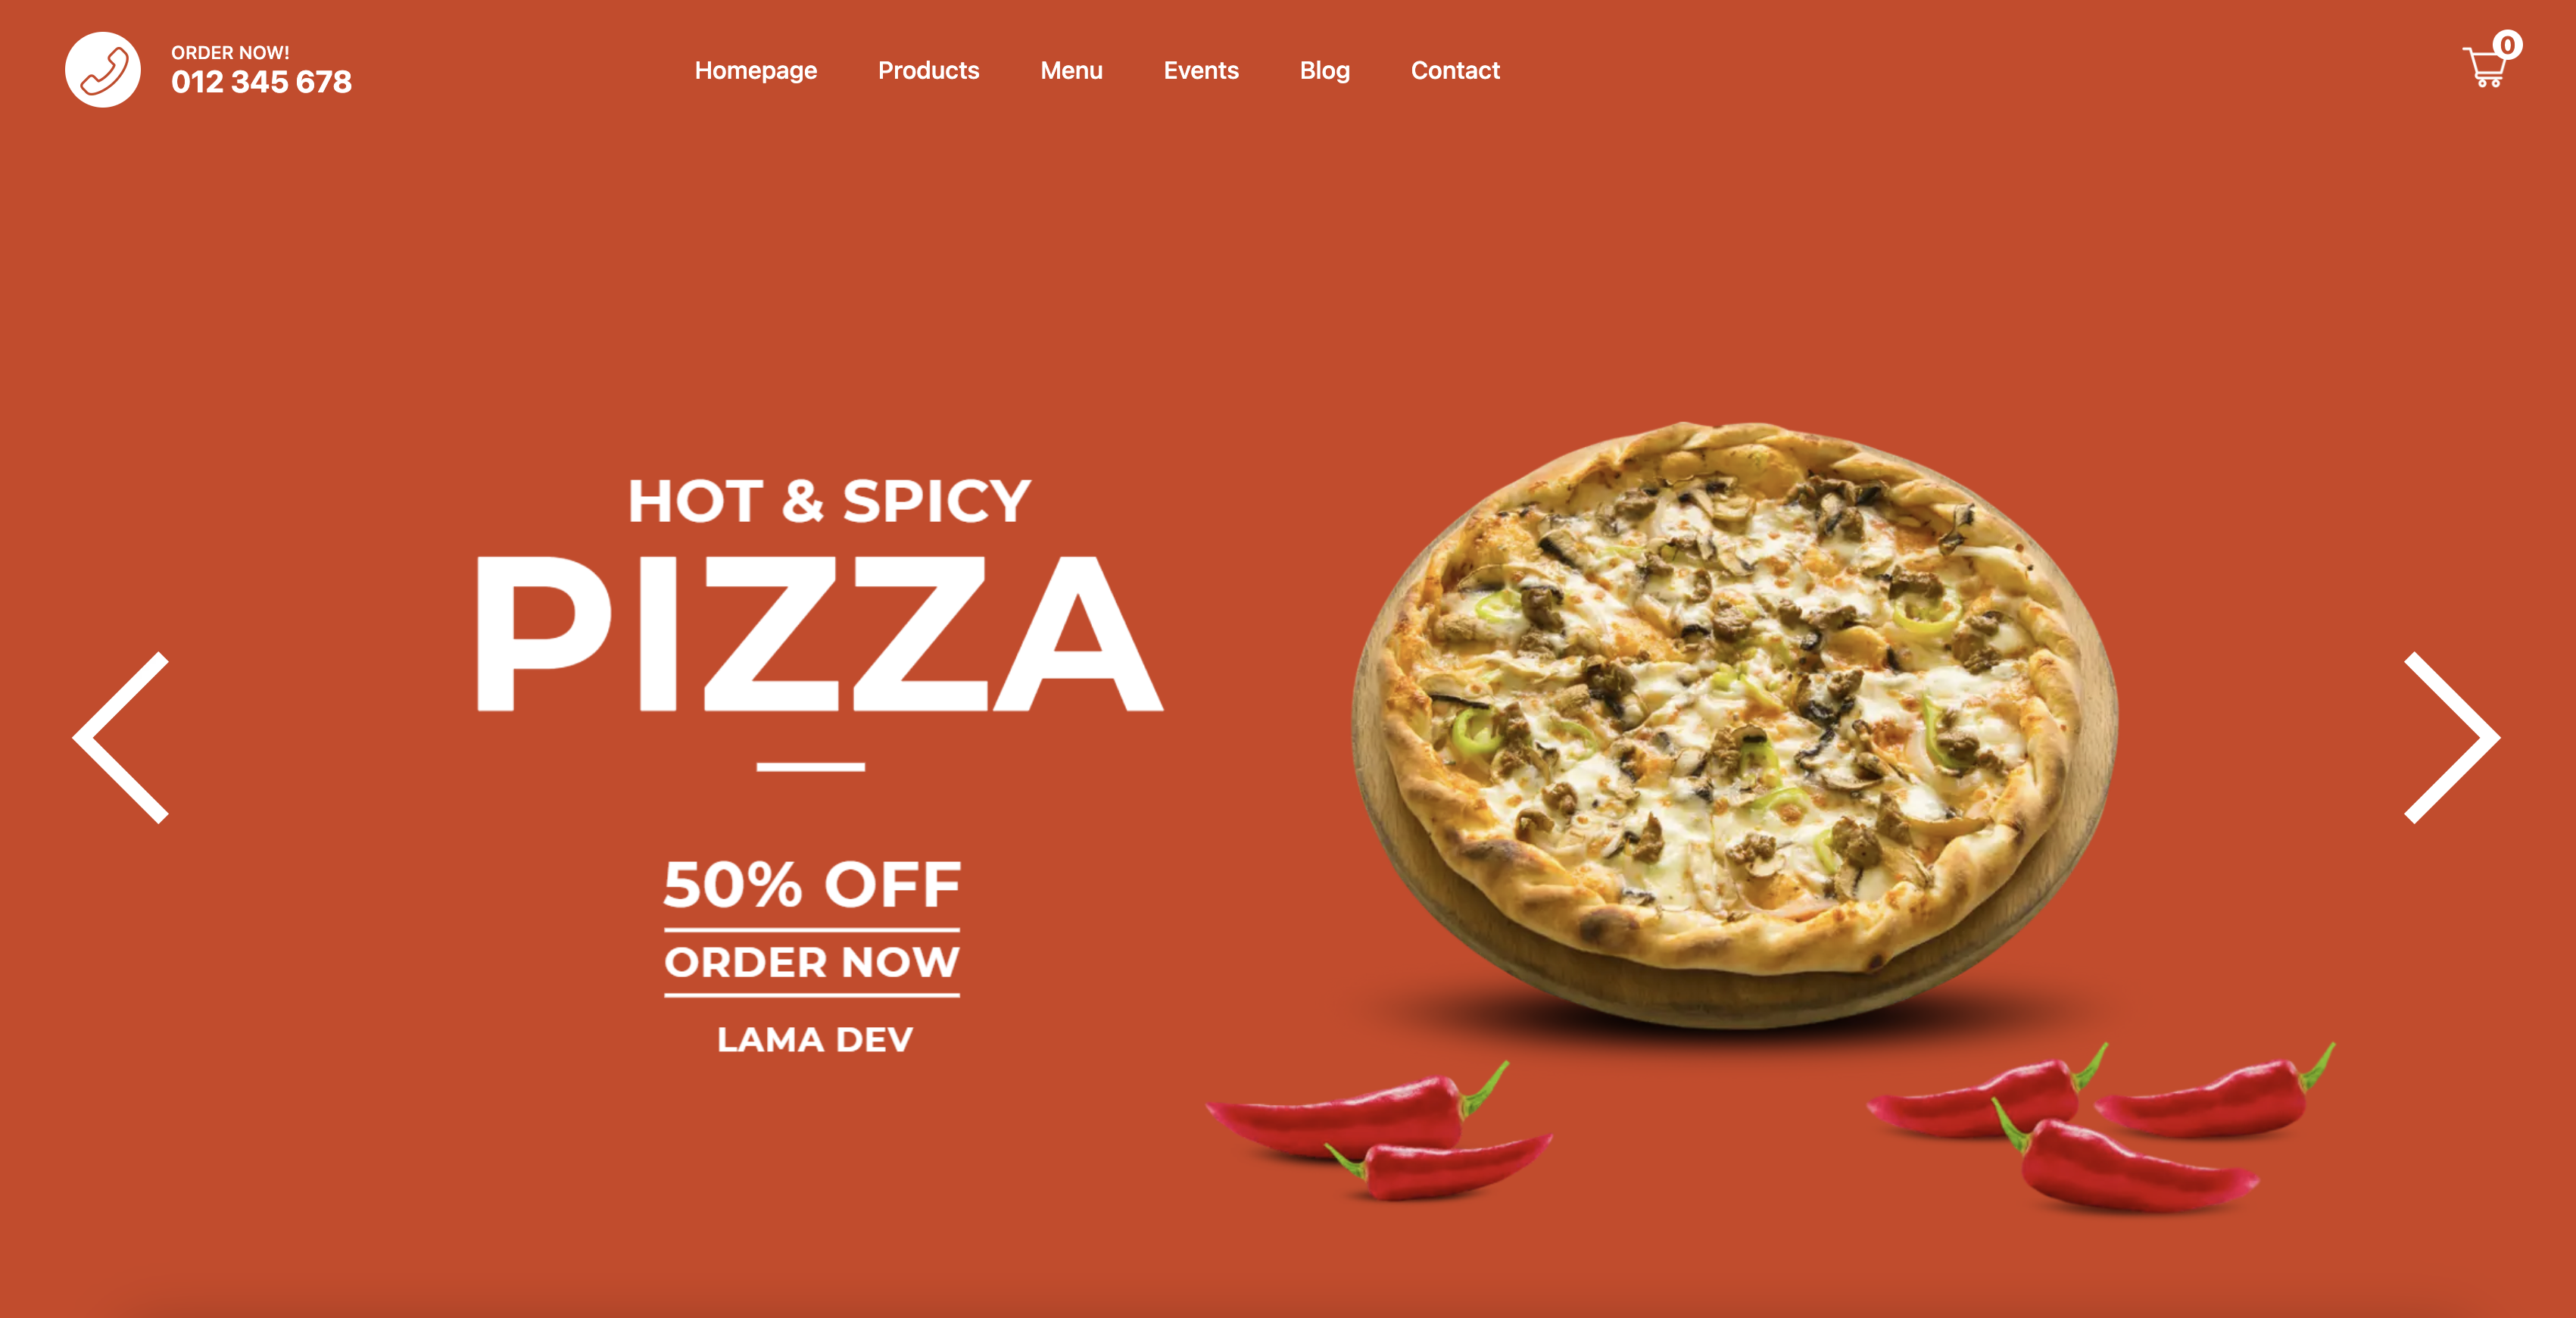 ORDER NOW!
012 345 678
Homepage Products Menu Events Blog Contact
0
HOT & SPICY
PIZZA
50% OFF
ORDER NOW
LAMA DEV